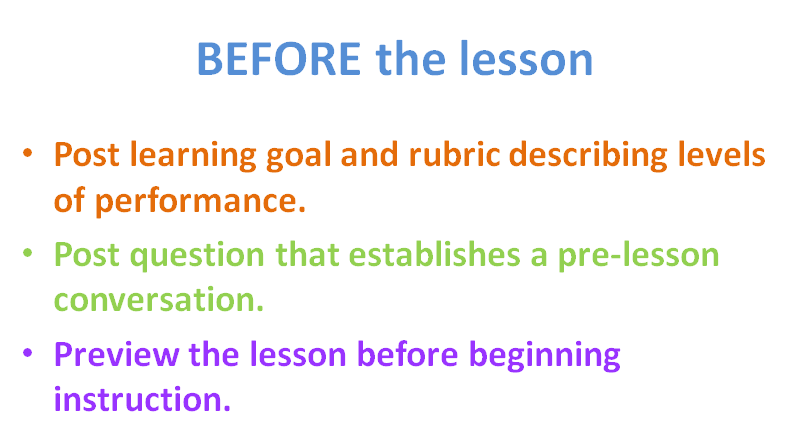 BEFORE the lesson
• Post learning goal and rubric describing levels
of performance.
• Post question that establishes a pre-lesson
conversation.
• Preview the lesson before beginning
instruction.